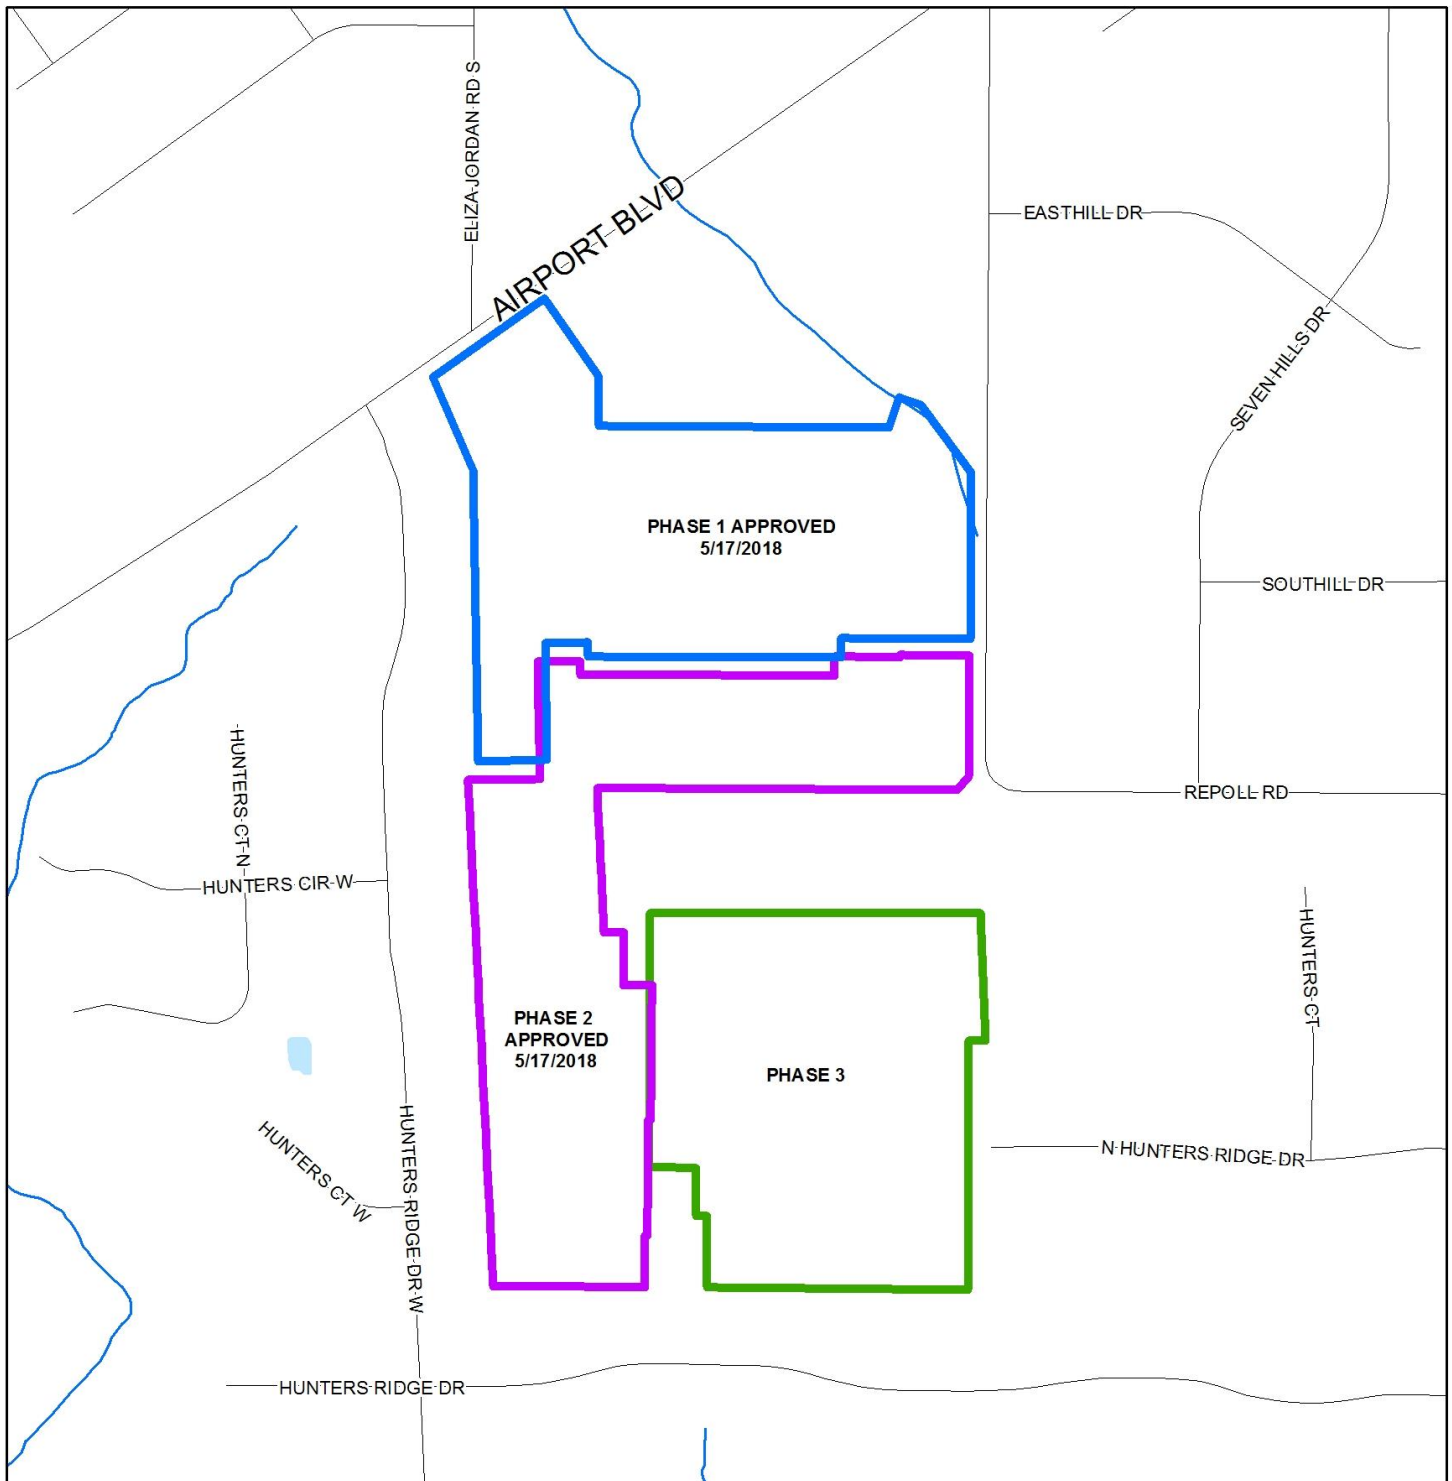 ELIZA JORDAN RD S
AIRPORT BLVD
EASTHILL DR
SEVEN HILLS DR
PHASE 1 APPROVED
5/17/2018
SOUTHILL DR
HUNTERS CT N
REPOLL RD
HUNTERS CIR W
HUNTERS CT
PHASE 2
APPROVED
5/17/2018
PHASE 3
HUNTERS CT W
HUNTERS RIDGE DR W
N HUNTERS RIDGE DR
HUNTERS RIDGE DR